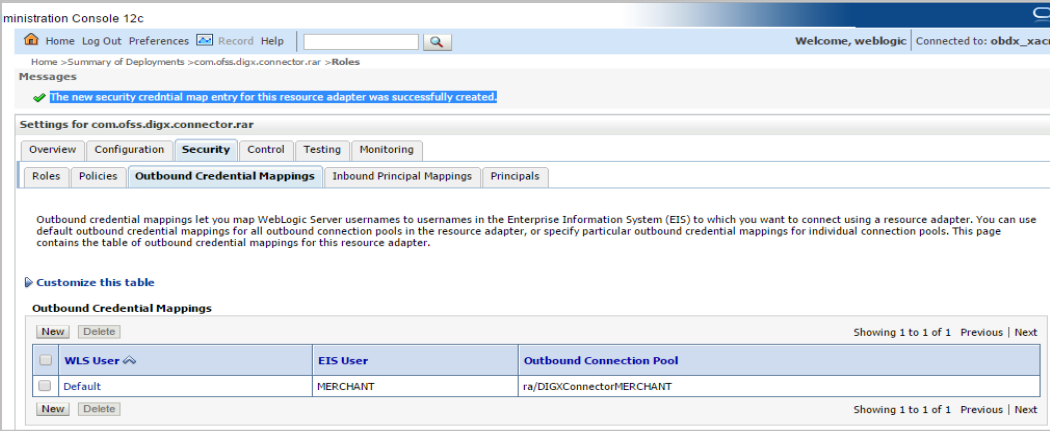 ministration Console 12c
Home Log Out Preferences Record Help
Welcome, weblogic Connected to: obdx_xacr
Home >Summary of Deployments >com.ofss.digx.connector.rar >Roles
Messages
The new security credntial map entry for this resource adapter was successfully created.
Settings for com.ofss.digx.connector.rar
Overview Configuration Security Control Testing Monitoring
Roles Policies Outbound Credential Mappings Inbound Principal Mappings Principals
Outbound credential mappings let you map WebLogic Server usernames to usernames in the Enterprise Information System (EIS) to which you want to connect using a resource adapter. You can use
default outbound credential mappings for all outbound connection pools in the resource adapter, or specify particular outbound credential mappings for individual connection pools. This page
contains the table of outbound credential mappings for this resource adapter.
Customize this table
Outbound Credential Mappings
New Delete Showing 1 to 1 of 1 Previous | Next
WLS User EIS User Outbound Connection Pool
Default MERCHANT ra/DIGXConnectorMERCHANT
New Delete Showing 1 to 1 of 1 Previous | Next